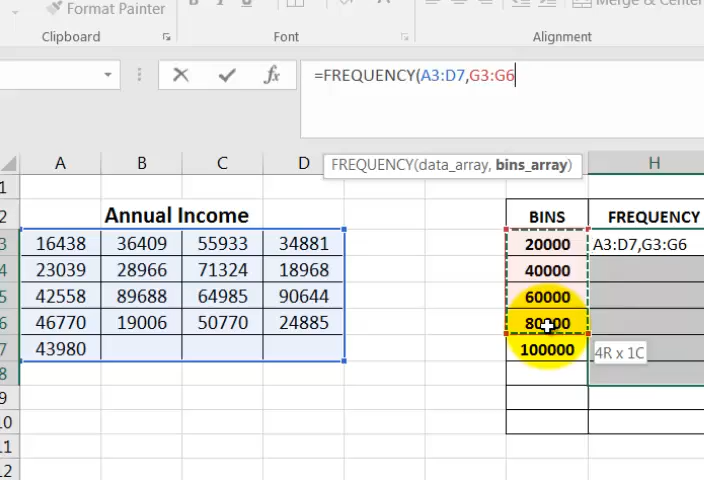 Format Painter
Merge & Center
Clipboard
Font
Alignment
=FREQUENCY(A3:D7,G3:G6
FREQUENCY(data_array, bins_array)
A B C D H
1
2 Annual Income BINS FREQUENCY
3 16438 36409 55933 34881 20000 A3:D7,G3:G6
4 23039 28966 71324 18968 40000
5 42558 89688 64985 90644 60000
6 46770 19006 50770 24885 80000
7 43980 100000 4R x 1C
8
9
10
11
12